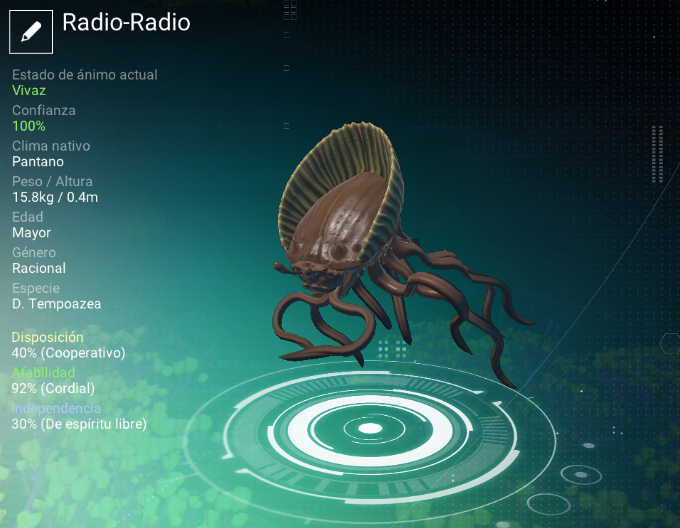 Radio-Radio
Estado de ánimo actual
Vivaz
Confianza
100%
Clima nativo
Pantano
Peso / Altura
15.8kg / 0.4m
Edad
Mayor
Género
Racional
Especie
D. Tempoazea
Disposición
40% (Cooperativo)
Afabilidad
92% (Cordial)
Independencia
30% (De espíritu libre)